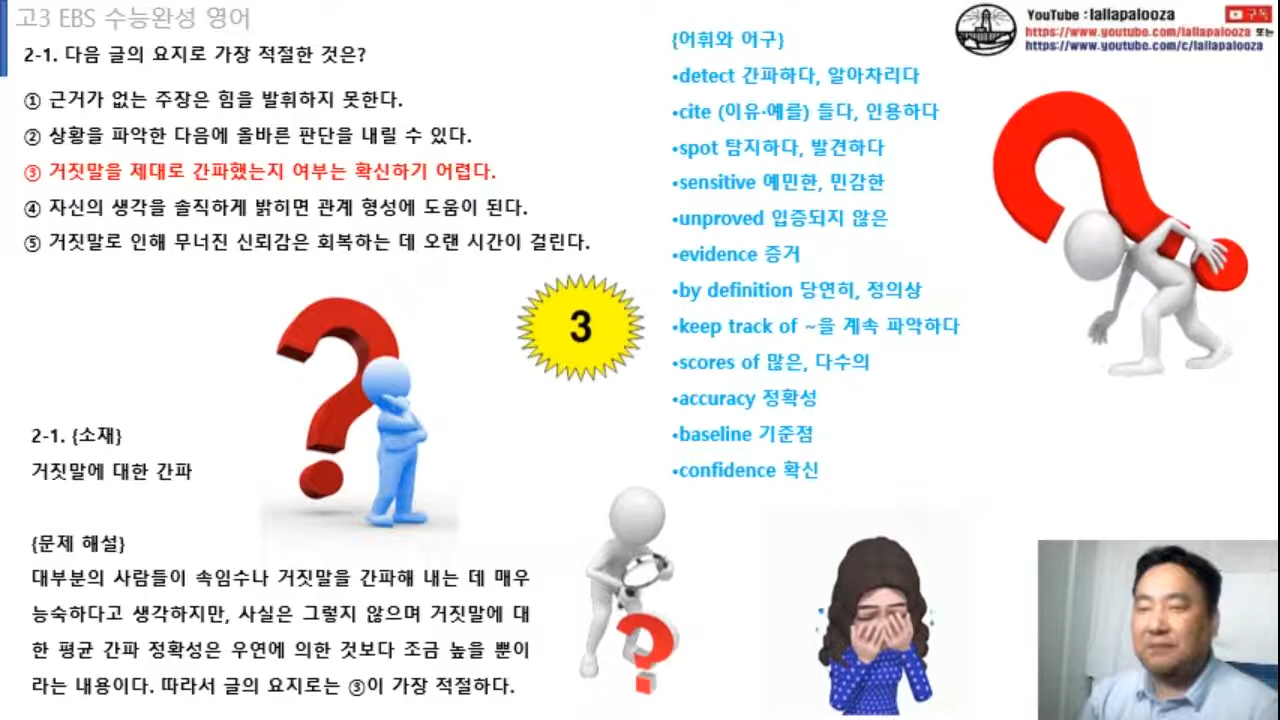 고3 EBS 수능완성 영어
2-1. 다음 글의 요지로 가장 적절한 것은?
① 근거가 없는 주장은 힘을 발휘하지 못한다.
② 상황을 파악한 다음에 올바른 판단을 내릴 수 있다.
③ 거짓말을 제대로 간파했는지 여부는 확신하기 어렵다.
④ 자신의 생각을 솔직하게 밝히면 관계 형성에 도움이 된다.
⑤ 거짓말로 인해 무너진 신뢰감은 회복하는 데 오랜 시간이 걸린다.
3
2-1. {소재}
거짓말에 대한 간파
{문제 해설}
대부분의 사람들이 속임수나 거짓말을 간파해 내는 데 매우
능숙하다고 생각하지만, 사실은 그렇지 않으며 거짓말에 대
한 평균 간파 정확성은 우연에 의한 것보다 조금 높을 뿐이
라는 내용이다. 따라서 글의 요지로는 ③이 가장 적절하다.
{어휘와 어구}
•detect 간파하다, 알아차리다
•cite (이유·예를) 들다, 인용하다
•spot 탐지하다, 발견하다
•sensitive 예민한, 민감한
•unproved 입증되지 않은
•evidence 증거
•by definition 당연히, 정의상
•keep track of ~을 계속 파악하다
•scores of 많은, 다수의
•accuracy 정확성
•baseline 기준점
•confidence 확신
YouTube : lallapalooza
구독
https://www.youtube.com/lallapalooza 또는
https://www.youtube.com/c/lallapalooza